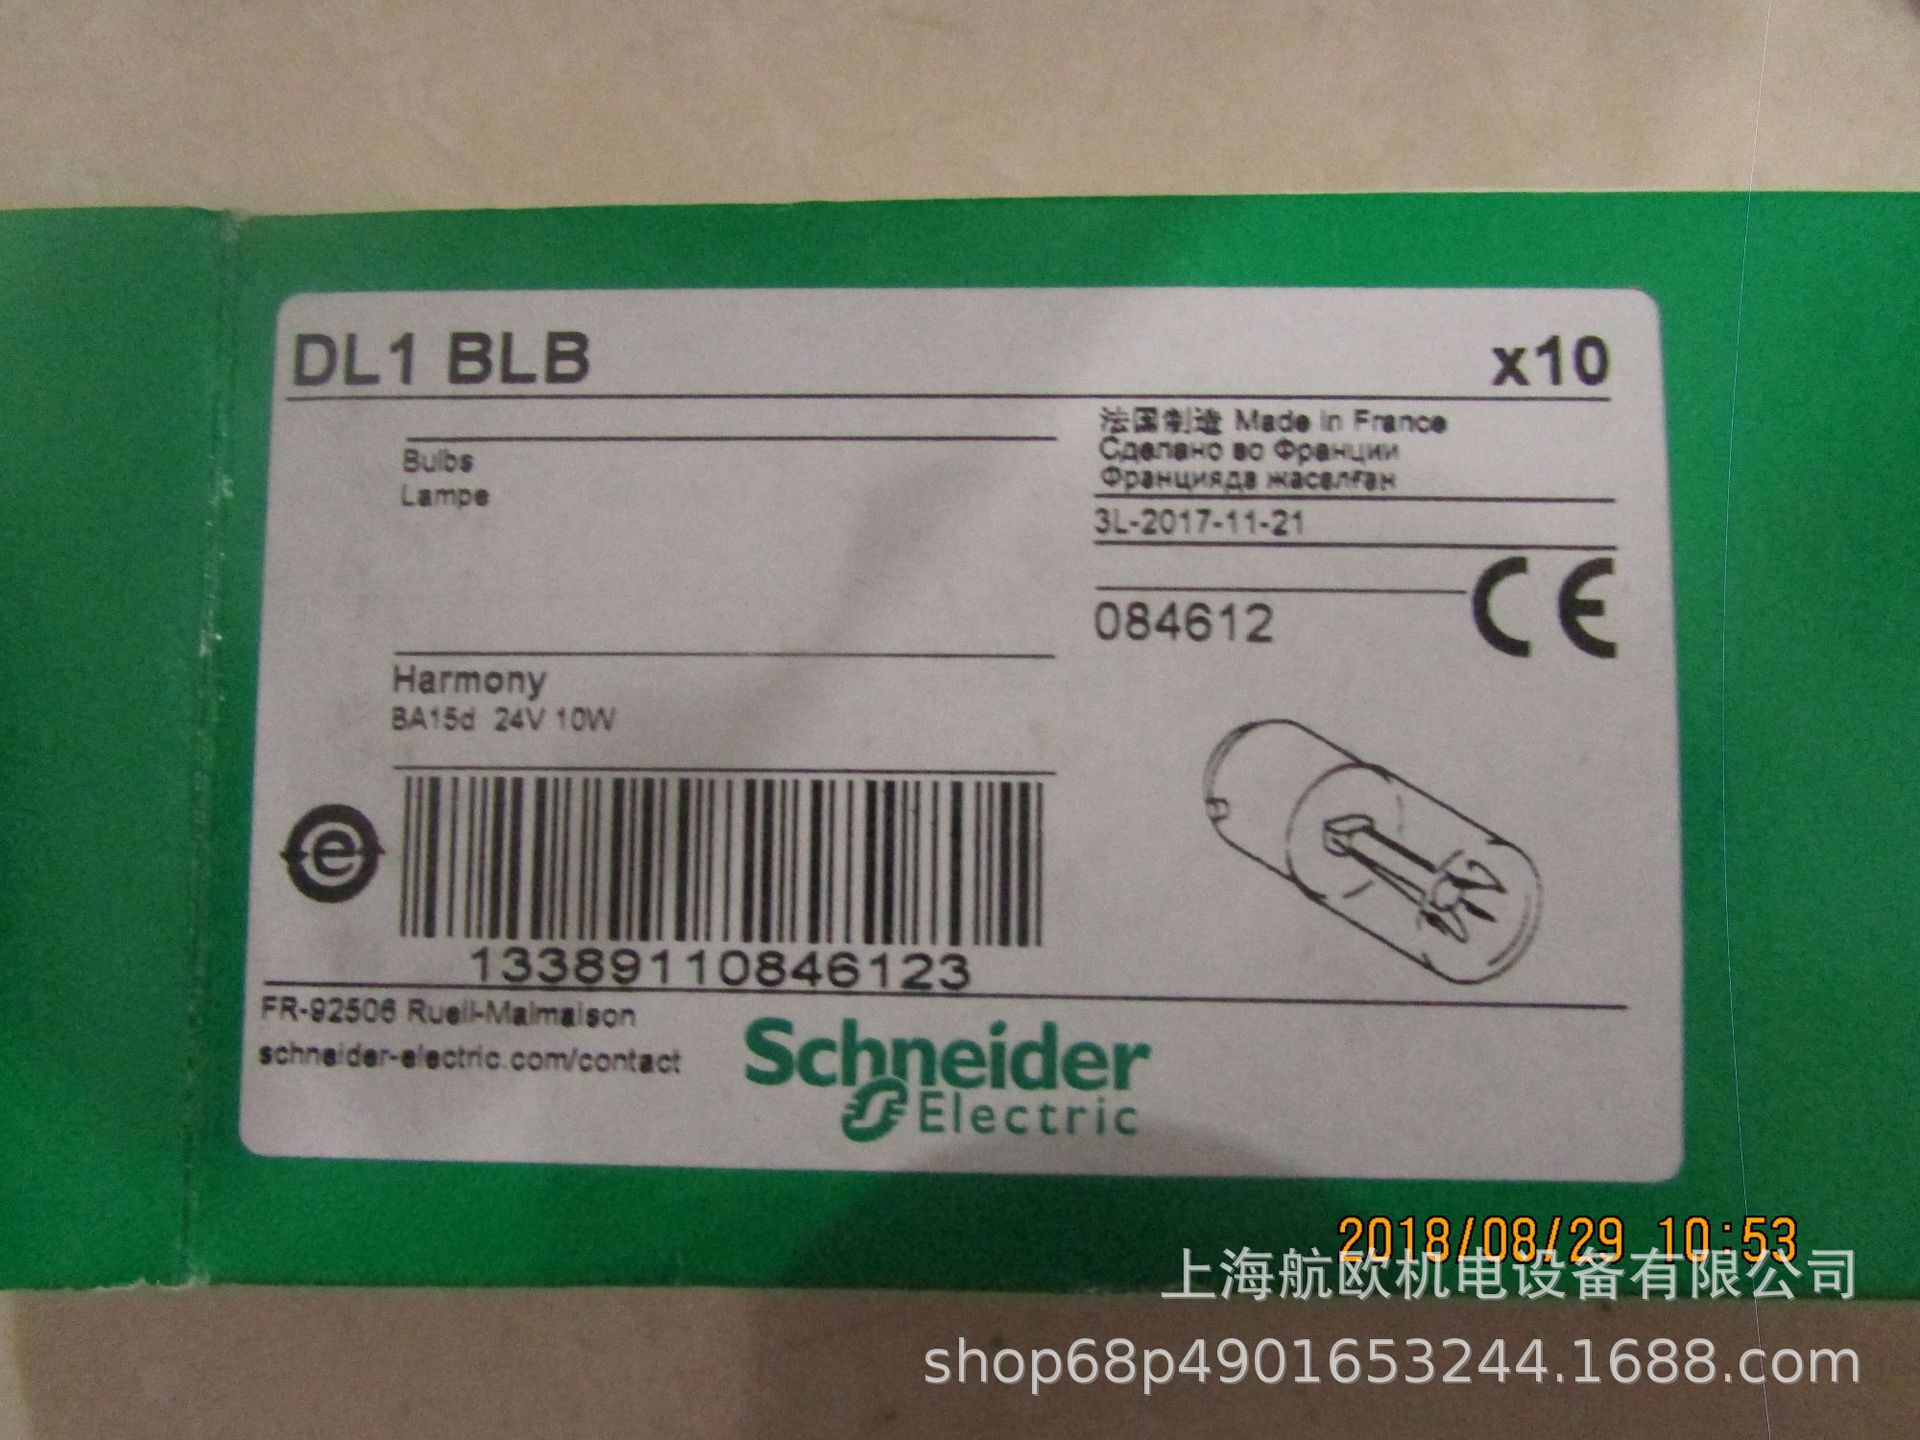 DL1 BLB x10
Bulbs
Lampe
法国制造 Made in France
Сделано во Франции
Францияда жасалған
3L-2017-11-21
084612
CE
Harmony
BA15d 24V 10W
e
13389110846123
FR-92506 Rueil-Malmaison
schneider-electric.com/contact
Schneider
Electric
2018/08/29 10:53
上海航欧机电设备有限公司
shop68p4901653244.1688.com